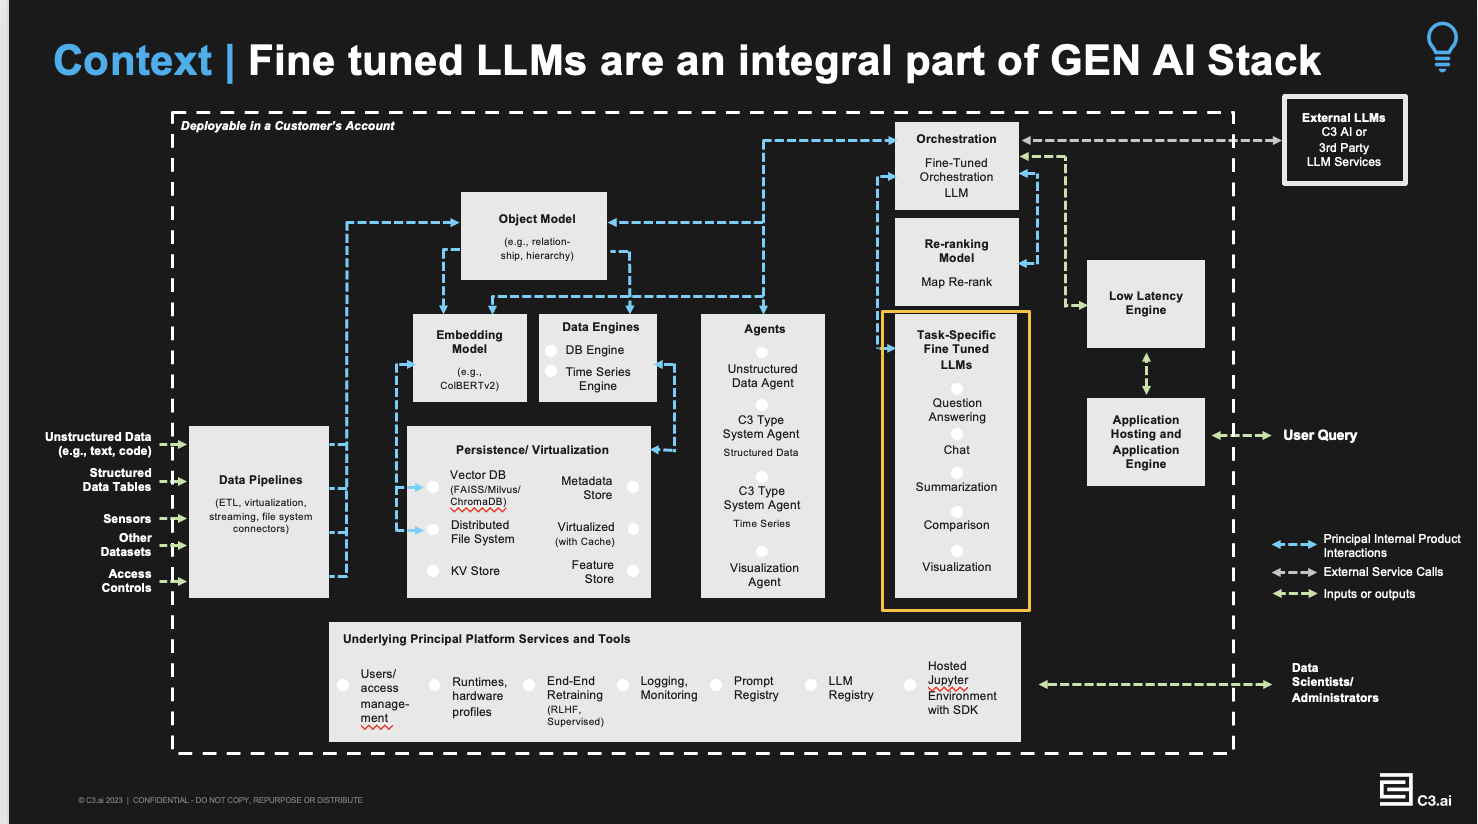 Context | Fine tuned LLMs are an integral part of GEN AI Stack
Deployable in a Customer's Account
External LLMs
C3 AI or
3rd Party
LLM Services
Orchestration
Fine-Tuned
Orchestration
LLM
Object Model
(e.g., relation-
ship, hierarchy)
Re-ranking
Model
Map Re-rank
Low Latency
Engine
Embedding
Model
(e.g.,
ColBERTv2)
Data Engines
DB Engine
Time Series
Engine
Agents
Unstructured
Data Agent
C3 Type
System Agent
Structured Data
C3 Type
System Agent
Time Series
Visualization
Agent
Task-Specific
Fine Tuned
LLMs
Question
Answering
Chat
Summarization
Comparison
Visualization
Application
Hosting and
Application
Engine
User Query
Unstructured Data
(e.g., text, code)
Structured
Data Tables
Sensors
Other
Datasets
Access
Controls
Data Pipelines
(ETL, virtualization,
streaming, file system
connectors)
Persistence/ Virtualization
Vector DB
(FAISS/Milvus/
ChromaDB)
Distributed
File System
KV Store
Metadata
Store
Virtualized
(with Cache)
Feature
Store
Principal Internal Product
Interactions
External Service Calls
Inputs or outputs
Underlying Principal Platform Services and Tools
Users/
access
manage-
ment
Runtimes,
hardware
profiles
End-End
Retraining
(RLHF,
Supervised)
Logging,
Monitoring
Prompt
Registry
LLM
Registry
Hosted
Jupyter
Environment
with SDK
Data
Scientists/
Administrators
© C3.ai 2023 | CONFIDENTIAL - DO NOT COPY, REPURPOSE OR DISTRIBUTE
C3.ai